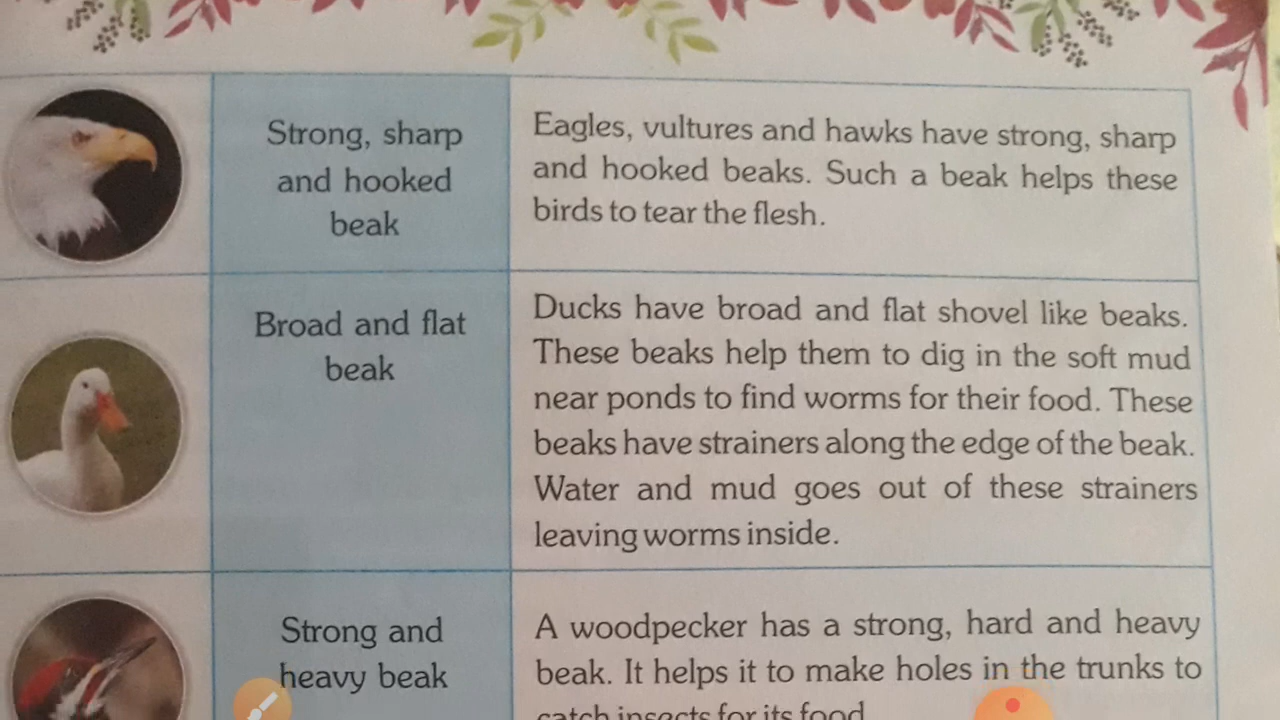 Strong, sharp
and hooked
beak
Eagles, vultures and hawks have strong, sharp
and hooked beaks. Such a beak helps these
birds to tear the flesh.
Broad and flat
beak
Ducks have broad and flat shovel like beaks.
These beaks help them to dig in the soft mud
near ponds to find worms for their food. These
beaks have strainers along the edge of the beak.
Water and mud goes out of these strainers
leaving worms inside.
Strong and
heavy beak
A woodpecker has a strong, hard and heavy
beak. It helps it to make holes in the trunks to
catch insects for its food